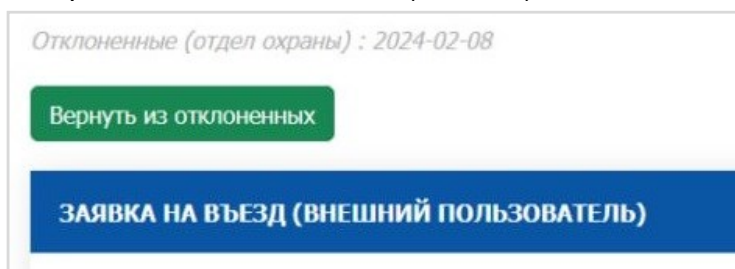 Отклоненные (отдел охраны) : 2024-02-08
Вернуть из отклоненных
ЗАЯВКА НА ВЪЕЗД (ВНЕШНИЙ ПОЛЬЗОВАТЕЛЬ)